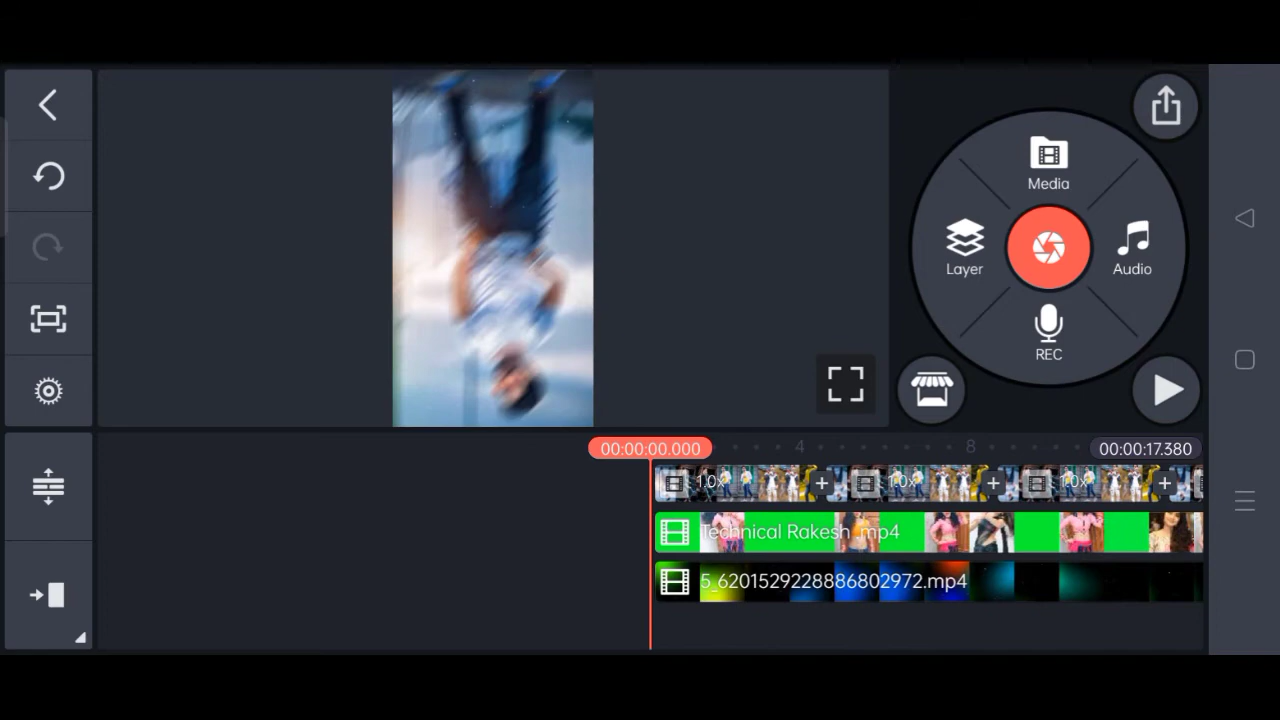 Media
Layer
Audio
REC
00:00:00.000
4
8
00:00:17.380
1.0x
1.0x
1.0x
Technical Rakesh .mp4
5_6201529228886802972.mp4